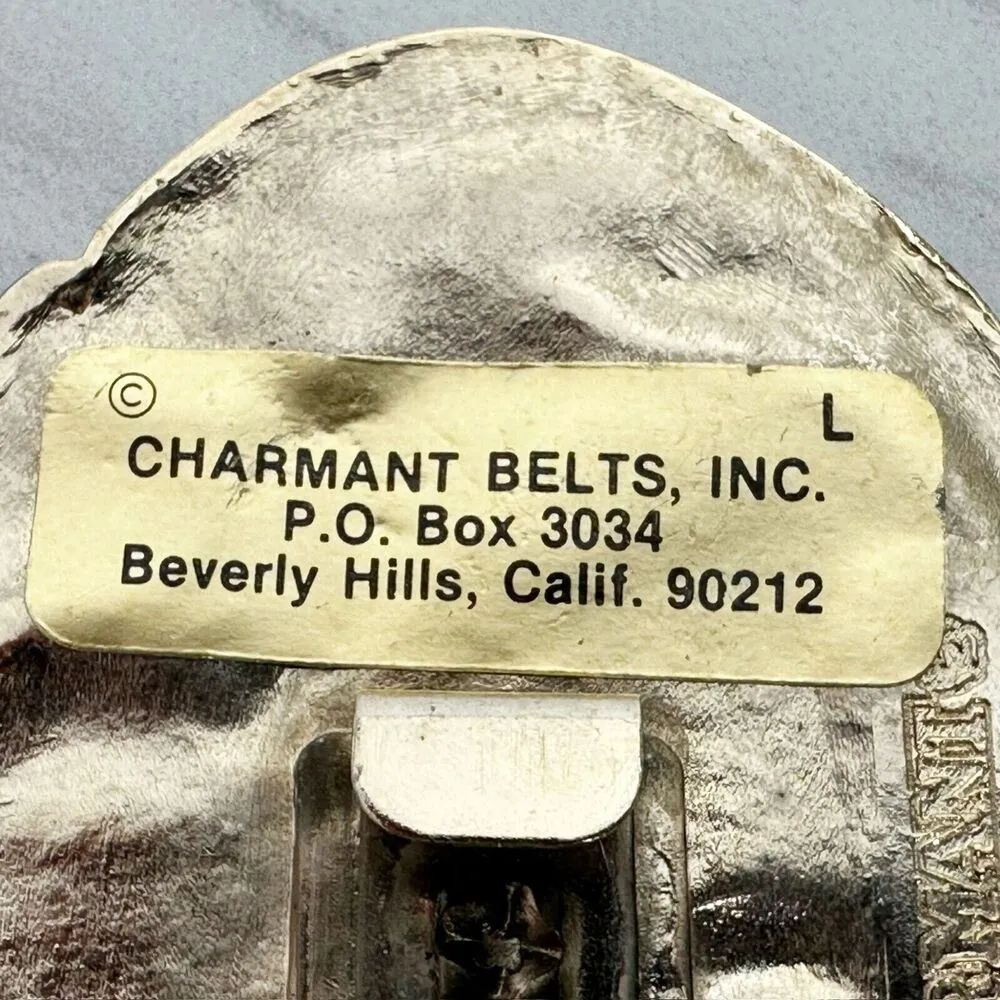 © L
CHARMANT BELTS, INC.
P.O. Box 3034
Beverly Hills, Calif. 90212